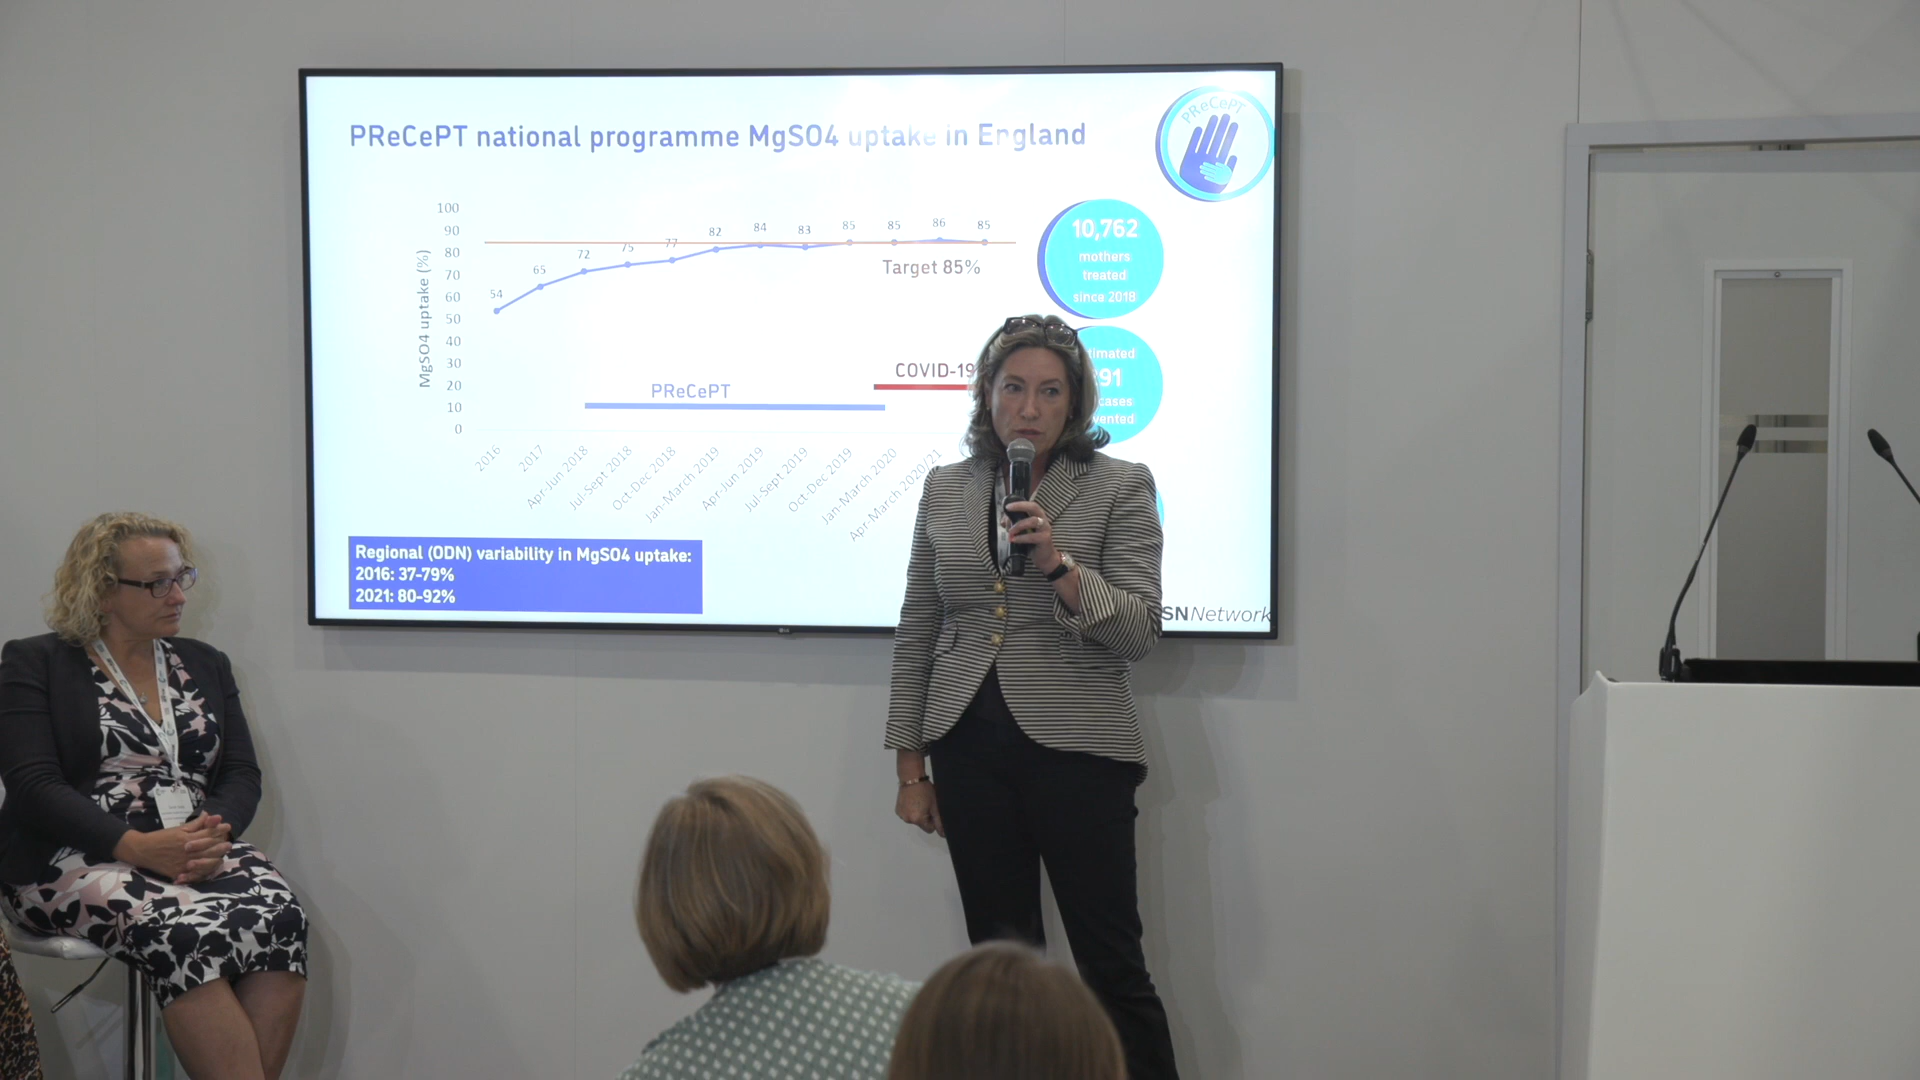 PReCePT national programme MgSO4 uptake in England
PReCePT
100
90
80
70
60
50
40
30
20
10
0
MgSO4 uptake (%)
54
65
72
75
77
82
84
83
85
85
86
85
Target 85%
COVID-19
PReCePT
2016
2017
Apr-Jun 2018
Jul-Sept 2018
Oct-Dec 2018
Jan-March 2019
Apr-Jun 2019
Jul-Sept 2019
Oct-Dec 2019
Jan-March 2020
Apr-March 2020/21
10,762
mothers
treated
since 2018
imated
91
cases
vented
Regional (ODN) variability in MgSO4 uptake:
2016: 37-79%
2021: 80-92%
SNNetwork